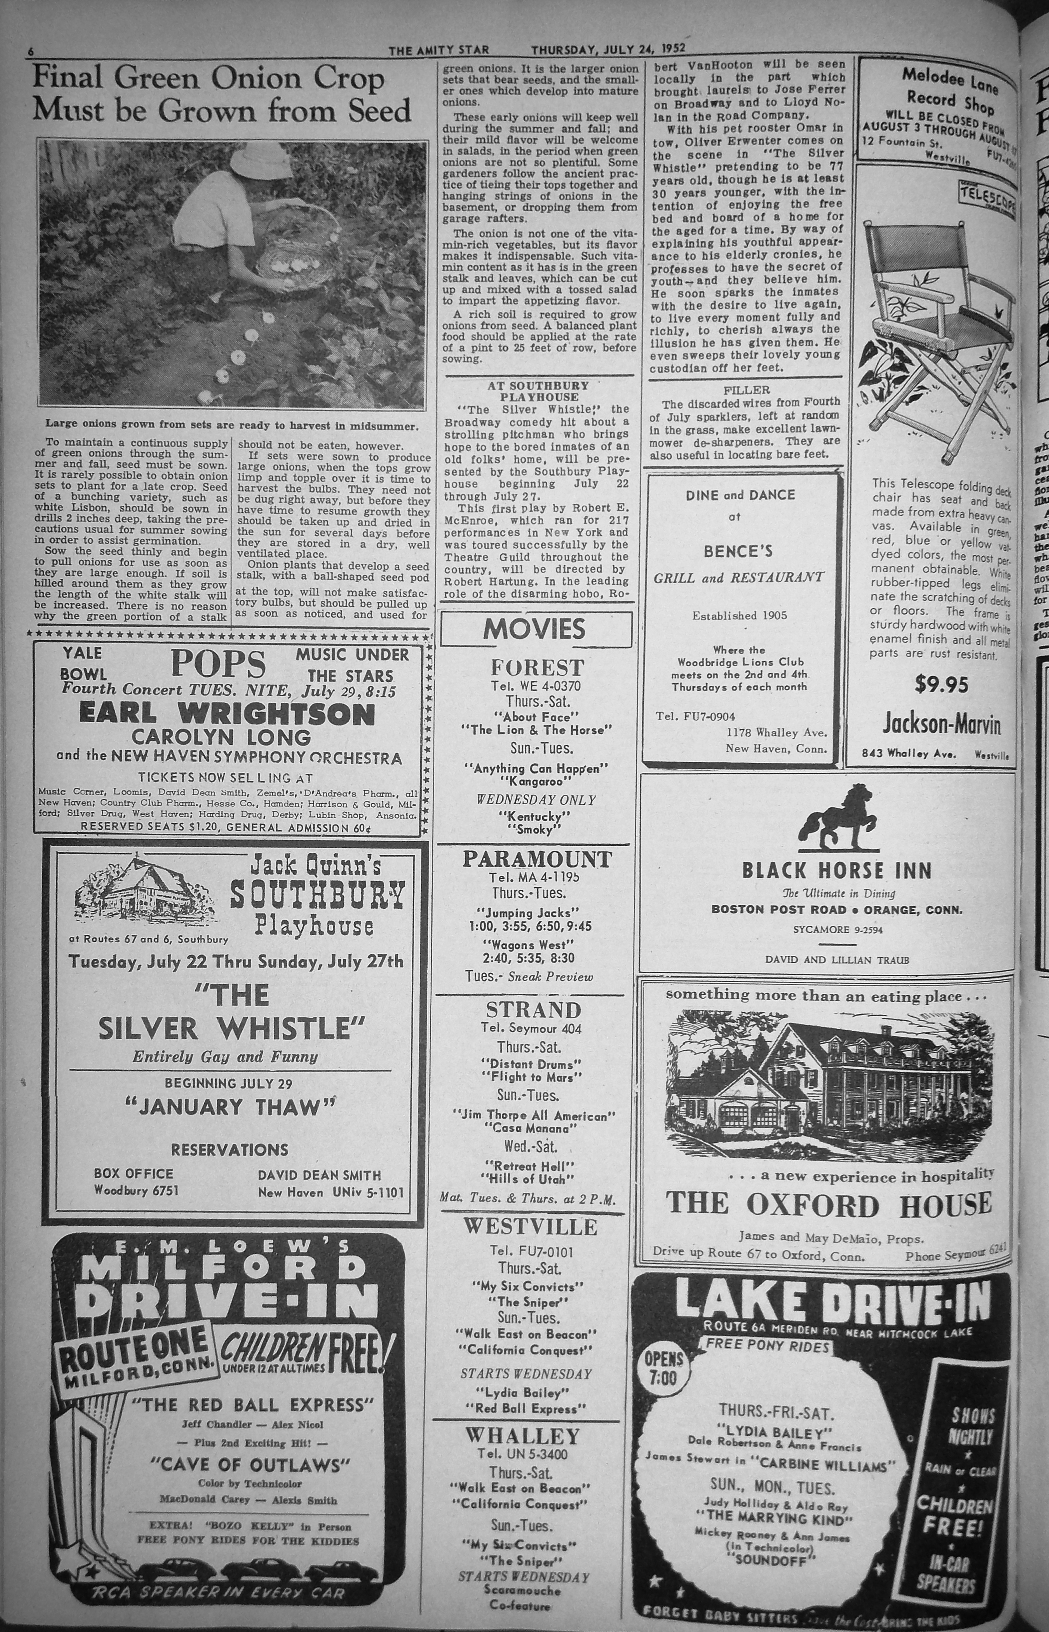 6
THE AMITY STAR THURSDAY, JULY 24, 1952
Final Green Onion Crop
Must be Grown from Seed
Large onions grown from sets are ready to harvest in midsummer.
To maintain a continuous supply
of green onions through the sum-
mer and fall, seed must be sown.
It is rarely possible to obtain onion
sets to plant for a late crop. Seed
of a bunching variety, such as
white Lisbon, should be sown in
drills 2 inches deep, taking the pre-
cautions usual for summer sowing
in order to assist germination.
Sow the seed thinly and begin
to pull onions for use as soon as
they are large enough. If soil is
hilled around them as they grow
the length of the white stalk will
be increased. There is no reason
why the green portion of a stalk
should not be eaten, however.
If sets were sown to produce
large onions, when the tops grow
limp and topple over it is time to
harvest the bulbs. They need not
be dug right away, but before they
have time to resume growth they
should be taken up and dried in
the sun for several days before
they are stored in a dry, well
ventilated place.
Onion plants that develop a seed
stalk, with a ball-shaped seed pod
at the top, will not make satisfac-
tory bulbs, but should be pulled up
as soon as noticed, and used for
green onions. It is the larger onion
sets that bear seeds, and the small-
er ones which develop into mature
onions.
These early onions will keep well
during the summer and fall; and
their mild flavor will be welcome
in salads, in the period when green
onions are not so plentiful. Some
gardeners follow the ancient prac-
tice of tieing their tops together and
hanging strings of onions in the
basement, or dropping them from
garage rafters.
The onion is not one of the vita-
min-rich vegetables, but its flavor
makes it indispensable. Such vita-
min content as it has is in the green
stalk and leaves, which can be cut
up and mixed with a tossed salad
to impart the appetizing flavor.
A rich soil is required to grow
onions from seed. A balanced plant
food should be applied at the rate
of a pint to 25 feet of row, before
sowing.
AT SOUTHBURY
PLAYHOUSE
"The Silver Whistle," the
Broadway comedy hit about a
strolling pitchman who brings
hope to the bored inmates of an
old folks' home, will be pre-
sented by the Southbury Play-
house beginning July 22
through July 27.
This first play by Robert E.
McEnroe, which ran for 217
performances in New York and
was toured successfully by the
Theatre Guild throughout the
country, will be directed by
Robert Hartung. In the leading
role of the disarming hobo, Ro-
bert VanHooton will be seen
locally in the part which
brought laurels to Jose Ferrer
on Broadway and to Lloyd No-
lan in the Road Company.
With his pet rooster Omar in
tow, Oliver Erwenter comes on
the scene in "The Silver
Whistle" pretending to be 77
years old, though he is at least
30 years younger, with the in-
tention of enjoying the free
bed and board of a home for
the aged for a time. By way of
explaining his youthful appear-
ance to his elderly cronies, he
professes to have the secret of
youth—and they believe him.
He soon sparks the inmates
with the desire to live again,
to live every moment fully and
richly, to cherish always the
illusion he has given them. He
even sweeps their lovely young
custodian off her feet.
FILLER
The discarded wires from Fourth
of July sparklers, left at random
in the grass, make excellent lawn-
mower de-sharpeners. They are
also useful in locating bare feet.
Melodee Lane
Record Shop
WILL BE CLOSED FROM
AUGUST 3 THROUGH AUGUST
12 Fountain St.
Westville
TELESCOPE
This Telescope folding deck
chair has seat and back
made from extra heavy can-
vas. Available in green,
red, blue or yellow vat-
dyed colors, the most per-
manent obtainable. White
rubber-tipped legs elimi-
nate the scratching of decks
or floors. The frame is
sturdy hardwood with white
enamel finish and all metal
parts are rust resistant.
$9.95
Jackson-Marvin
843 Whalley Ave. Westville
DINE and DANCE
at
BENCE'S
GRILL and RESTAURANT
Established 1905
Where the
Woodbridge Lions Club
meets on the 2nd and 4th
Thursdays of each month
Tel. FU7-0904
1178 Whalley Ave.
New Haven, Conn.
YALE BOWL POPS MUSIC UNDER THE STARS
Fourth Concert TUES. NITE, July 29, 8:15
EARL WRIGHTSON
CAROLYN LONG
and the NEW HAVEN SYMPHONY ORCHESTRA
TICKETS NOW SELLING AT
Music Corner, Loomis, David Dean Smith, Zemel's, D'Andrea's Pharm., all
New Haven; Country Club Pharm., Hesse Co., Hamden; Harrison & Gould, Mil-
ford; Silver Drug, West Haven; Harding Drug, Derby; Lubin Shop, Ansonia.
RESERVED SEATS $1.20, GENERAL ADMISSION 60¢
Jack Quinn's
SOUTHBURY
Playhouse
at Routes 67 and 6, Southbury
Tuesday, July 22 Thru Sunday, July 27th
"THE
SILVER WHISTLE"
Entirely Gay and Funny
BEGINNING JULY 29
"JANUARY THAW"
RESERVATIONS
BOX OFFICE DAVID DEAN SMITH
Woodbury 6751 New Haven UNiv 5-1101
E. M. LOEW'S
MILFORD
DRIVE-IN
ROUTE ONE
MILFORD, CONN.
CHILDREN FREE!
UNDER 12 AT ALL TIMES
"THE RED BALL EXPRESS"
Jeff Chandler — Alex Nicol
— Plus 2nd Exciting Hit! —
"CAVE OF OUTLAWS"
Color by Technicolor
MacDonald Carey — Alexis Smith
EXTRA! "BOZO KELLY" in Person
FREE PONY RIDES FOR THE KIDDIES
RCA SPEAKER IN EVERY CAR
MOVIES
FOREST
Tel. WE 4-0370
Thurs.-Sat.
"About Face"
"The Lion & The Horse"
Sun.-Tues.
"Anything Can Happen"
"Kangaroo"
WEDNESDAY ONLY
"Kentucky"
"Smoky"
PARAMOUNT
Tel. MA 4-1195
Thurs.-Tues.
"Jumping Jacks"
1:00, 3:55, 6:50, 9:45
"Wagons West"
2:40, 5:35, 8:30
Tues.- Sneak Preview
STRAND
Tel. Seymour 404
Thurs.-Sat.
"Distant Drums"
"Flight to Mars"
Sun.-Tues.
"Jim Thorpe All American"
"Casa Manana"
Wed.-Sat.
"Retreat Hell"
"Hills of Utah"
Mat. Tues. & Thurs. at 2 P.M.
WESTVILLE
Tel. FU7-0101
Thurs.-Sat.
"My Six Convicts"
"The Sniper"
Sun.-Tues.
"Walk East on Beacon"
"California Conquest"
STARTS WEDNESDAY
"Lydia Bailey"
"Red Ball Express"
WHALLEY
Tel. UN 5-3400
Thurs.-Sat.
"Walk East on Beacon"
"California Conquest"
Sun.-Tues.
"My Six Convicts"
"The Sniper"
STARTS WEDNESDAY
Scaramouche
Co-feature
BLACK HORSE INN
The Ultimate in Dining
BOSTON POST ROAD • ORANGE, CONN.
SYCAMORE 9-2594
DAVID AND LILLIAN TRAUB
something more than an eating place . . .
. . . a new experience in hospitality
THE OXFORD HOUSE
James and May DeMaio, Props.
Drive up Route 67 to Oxford, Conn. Phone Seymour 6241
LAKE DRIVE-IN
ROUTE 6A MERIDEN RD. NEAR HITCHCOCK LAKE
FREE PONY RIDES
OPENS
7:00
THURS.-FRI.-SAT.
"LYDIA BAILEY"
Dale Robertson & Anne Francis
James Stewart in "CARBINE WILLIAMS"
SUN., MON., TUES.
Judy Holliday & Aldo Ray
"THE MARRYING KIND"
Mickey Rooney & Ann James
(In Technicolor)
"SOUNDOFF"
SHOWS
NIGHTLY
RAIN or CLEAR
CHILDREN
FREE!
IN-CAR
SPEAKERS
FORGET BABY SITTERS Save the Cost BRING THE KIDS